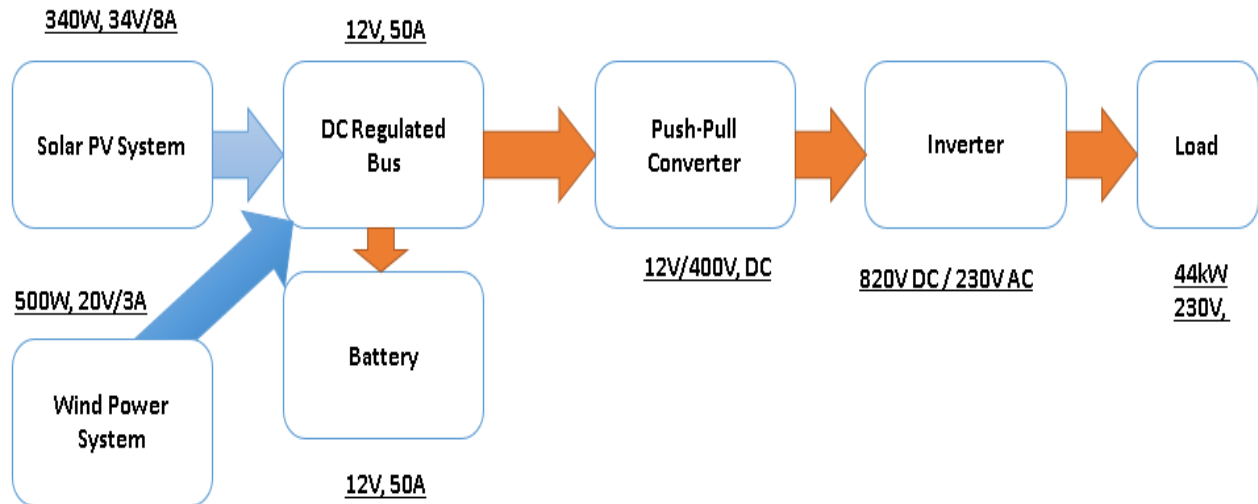 340W, 34V/8A
12V, 50A
Solar PV System
DC Regulated
Bus
Push-Pull
Converter
Inverter
Load
12V/400V, DC
820V DC / 230V AC
44kW
230V,
500W, 20V/3A
Battery
Wind Power
System
12V, 50A